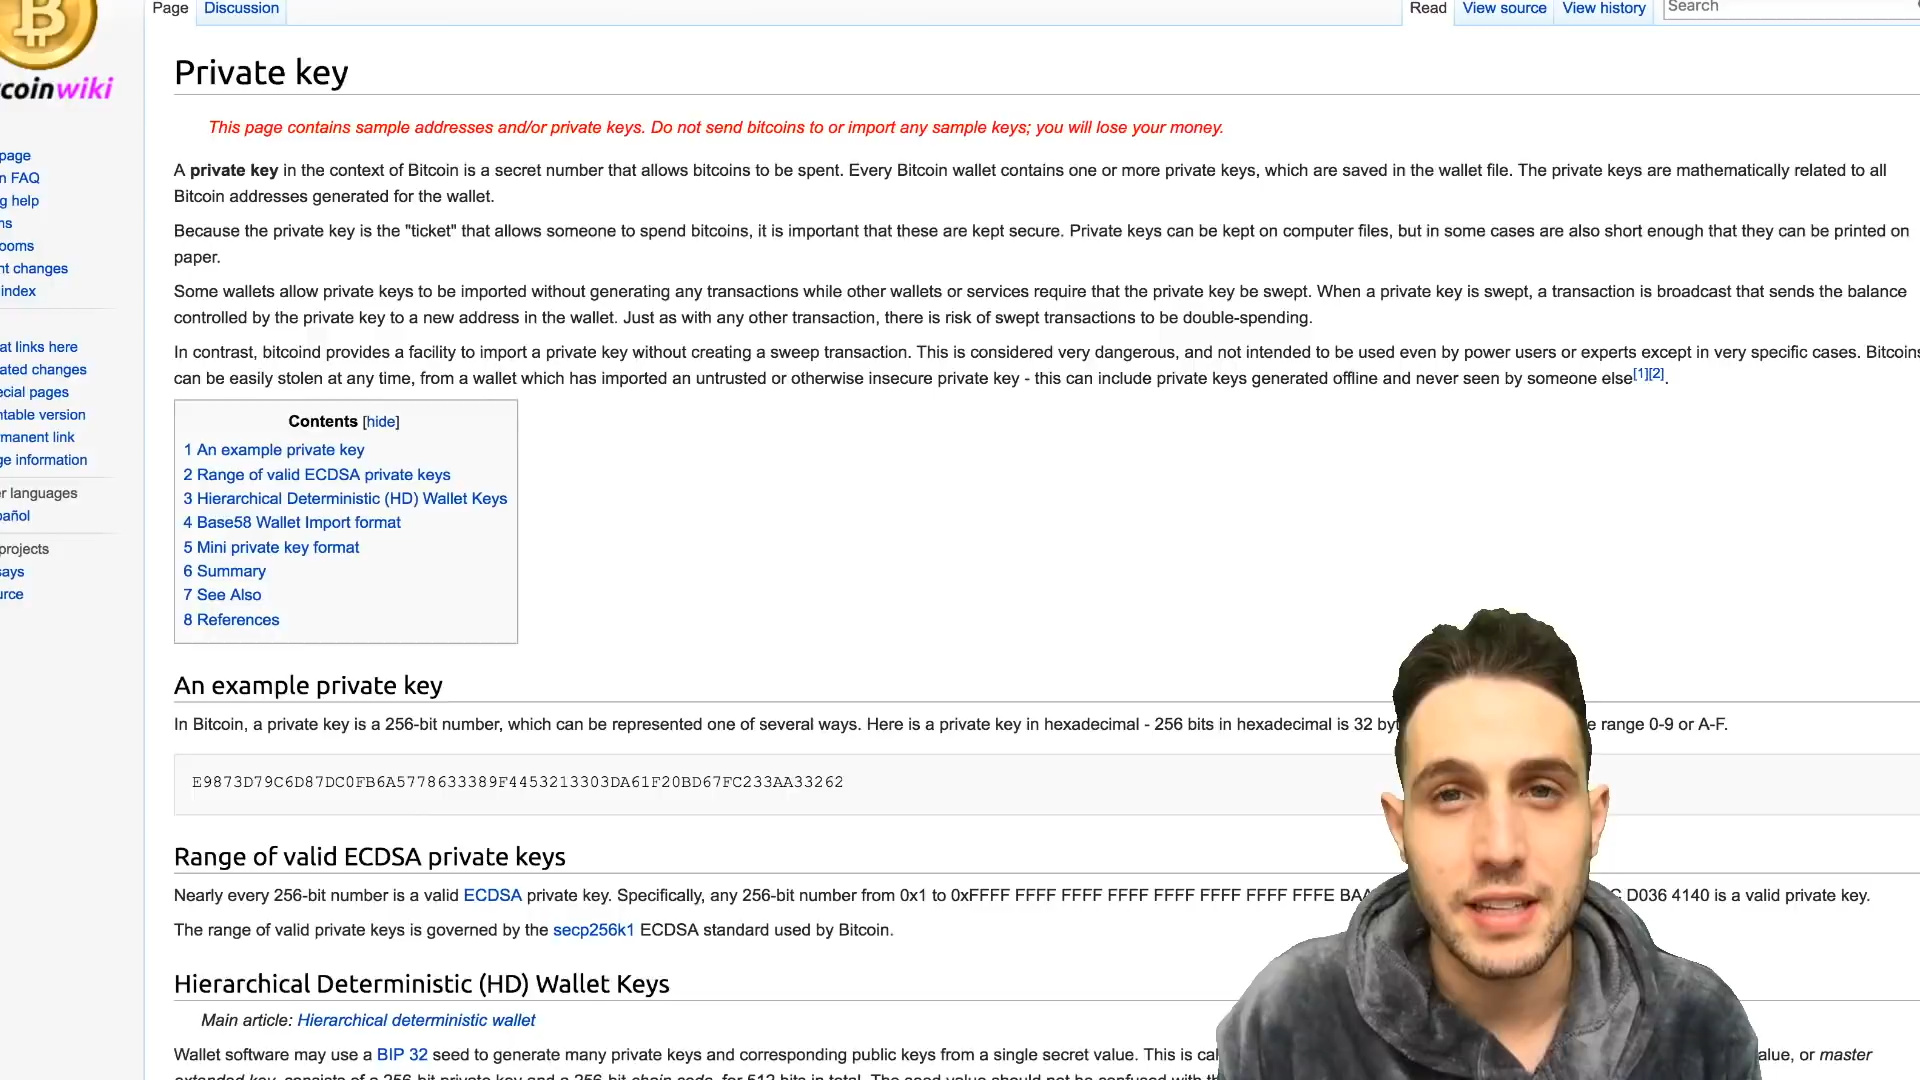 Page Discussion Read View source View history Search
coinwiki
Private key
This page contains sample addresses and/or private keys. Do not send bitcoins to or import any sample keys; you will lose your money.
A private key in the context of Bitcoin is a secret number that allows bitcoins to be spent. Every Bitcoin wallet contains one or more private keys, which are saved in the wallet file. The private keys are mathematically related to all
Bitcoin addresses generated for the wallet.
Because the private key is the "ticket" that allows someone to spend bitcoins, it is important that these are kept secure. Private keys can be kept on computer files, but in some cases are also short enough that they can be printed on
paper.
Some wallets allow private keys to be imported without generating any transactions while other wallets or services require that the private key be swept. When a private key is swept, a transaction is broadcast that sends the balance
controlled by the private key to a new address in the wallet. Just as with any other transaction, there is risk of swept transactions to be double-spending.
In contrast, bitcoind provides a facility to import a private key without creating a sweep transaction. This is considered very dangerous, and not intended to be used even by power users or experts except in very specific cases. Bitcoins
can be easily stolen at any time, from a wallet which has imported an untrusted or otherwise insecure private key - this can include private keys generated offline and never seen by someone else[1][2].
page
n FAQ
g help
ns
ooms
nt changes
index
at links here
ated changes
ecial pages
ntable version
rmanent link
ge information
r languages
pañol
projects
says
urce
Contents [hide]
1 An example private key
2 Range of valid ECDSA private keys
3 Hierarchical Deterministic (HD) Wallet Keys
4 Base58 Wallet Import format
5 Mini private key format
6 Summary
7 See Also
8 References
An example private key
In Bitcoin, a private key is a 256-bit number, which can be represented one of several ways. Here is a private key in hexadecimal - 256 bits in hexadecimal is 32 byt e range 0-9 or A-F.
E9873D79C6D87DC0FB6A5778633389F4453213303DA61F20BD67FC233AA33262
Range of valid ECDSA private keys
Nearly every 256-bit number is a valid ECDSA private key. Specifically, any 256-bit number from 0x1 to 0xFFFF FFFF FFFF FFFF FFFF FFFF FFFF FFFE BAA D036 4140 is a valid private key.
The range of valid private keys is governed by the secp256k1 ECDSA standard used by Bitcoin.
Hierarchical Deterministic (HD) Wallet Keys
Main article: Hierarchical deterministic wallet
Wallet software may use a BIP 32 seed to generate many private keys and corresponding public keys from a single secret value. This is cal alue, or master